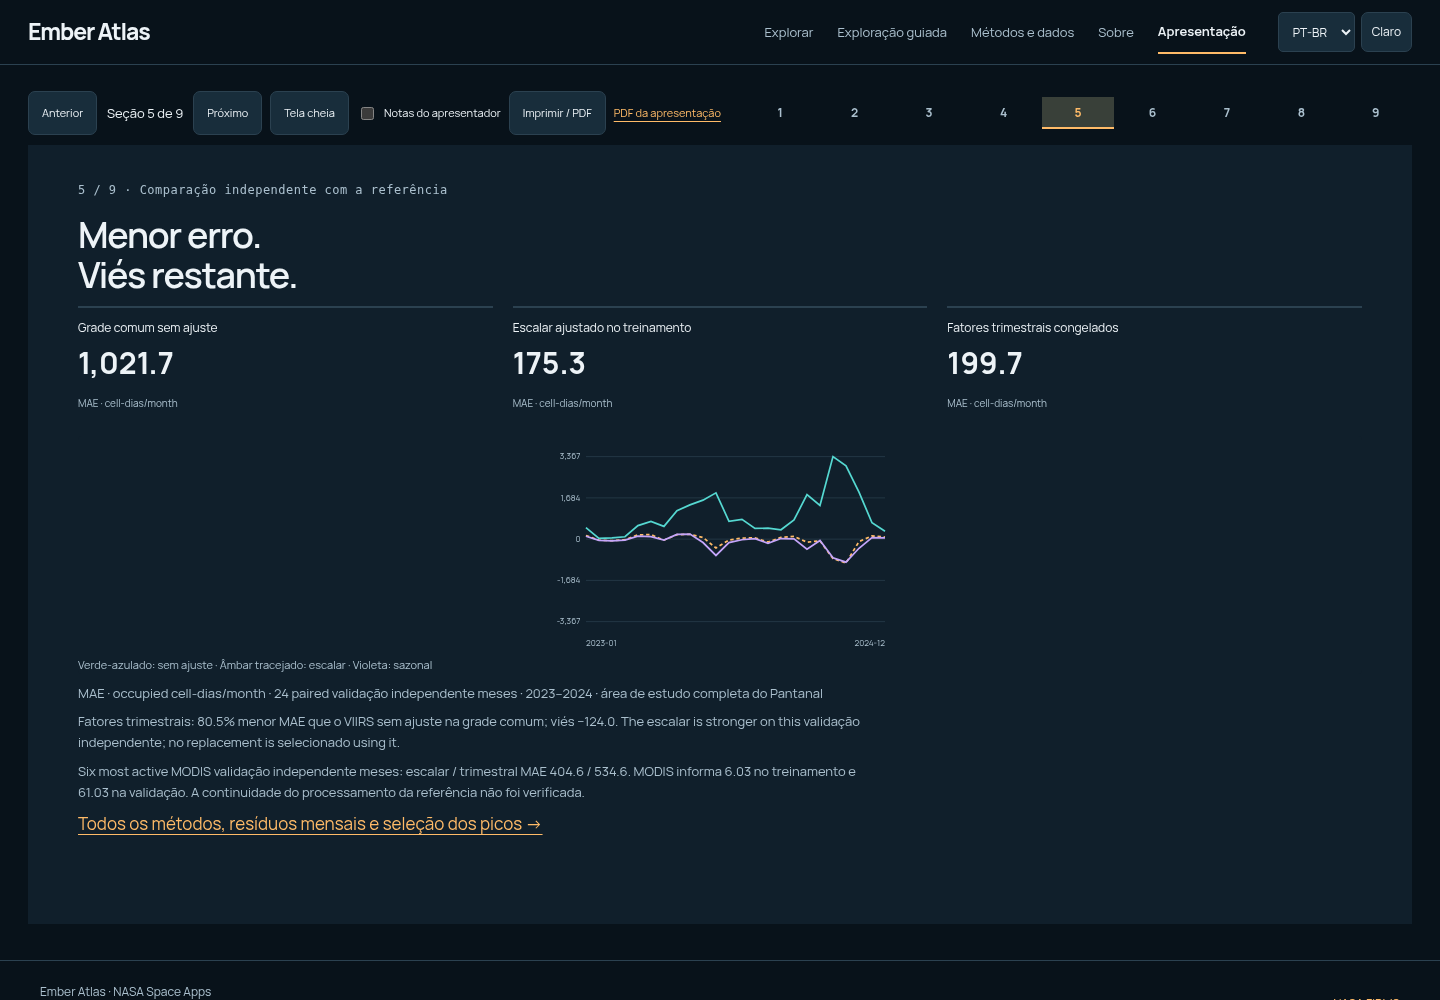 Ember Atlas
Explorar
Exploração guiada
Métodos e dados
Sobre
Apresentação
PT-BR
Claro
Anterior
Seção 5 de 9
Próximo
Tela cheia
Notas do apresentador
Imprimir / PDF
PDF da apresentação
1
2
3
4
5
6
7
8
9
5 / 9 · Comparação independente com a referência
Menor erro.
Viés restante.
Grade comum sem ajuste
1,021.7
MAE · cell-dias/month
Escalar ajustado no treinamento
175.3
MAE · cell-dias/month
Fatores trimestrais congelados
199.7
MAE · cell-dias/month
3,367
1,684
0
-1,684
-3,367
2023-01
2024-12
Verde-azulado: sem ajuste · Âmbar tracejado: escalar · Violeta: sazonal
MAE · occupied cell-dias/month · 24 paired validação independente meses · 2023–2024 · área de estudo completa do Pantanal
Fatores trimestrais: 80.5% menor MAE que o VIIRS sem ajuste na grade comum; viés −124.0. The escalar is stronger on this validação
independente; no replacement is selecionado using it.
Six most active MODIS validação independente meses: escalar / trimestral MAE 404.6 / 534.6. MODIS informa 6.03 no treinamento e
61.03 na validação. A continuidade do processamento da referência não foi verificada.
Todos os métodos, resíduos mensais e seleção dos picos →
Ember Atlas · NASA Space Apps